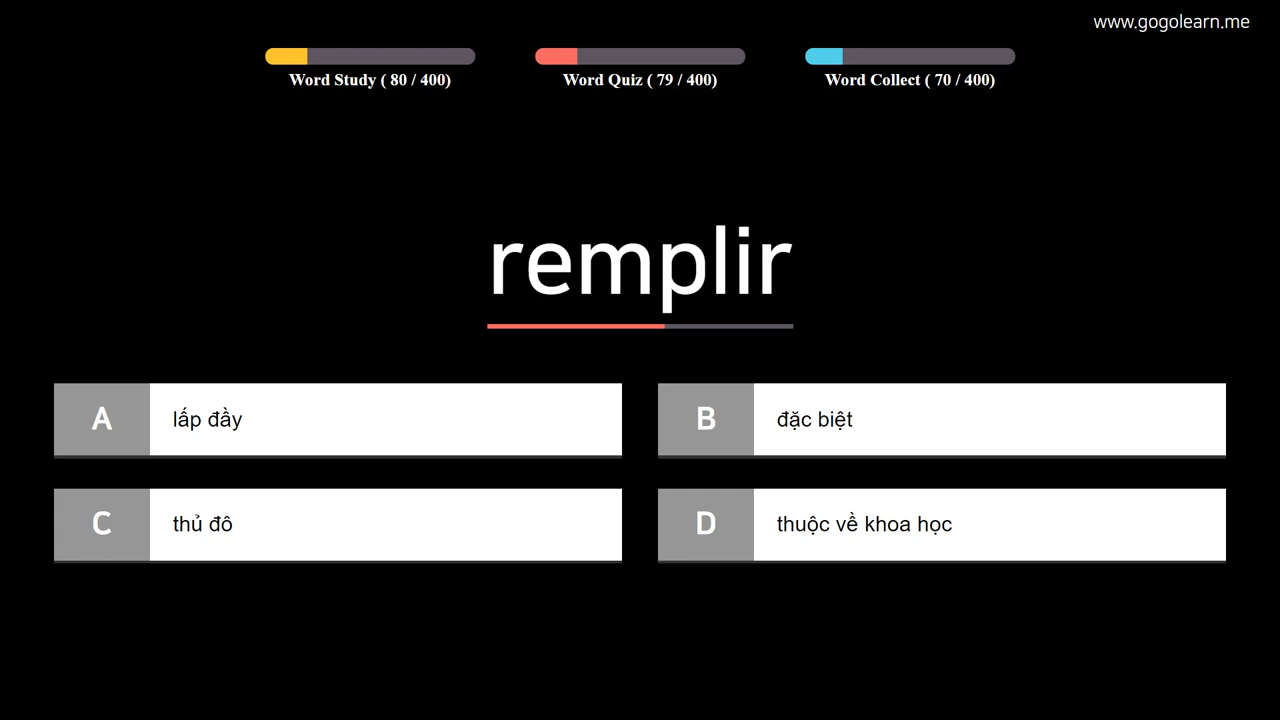 www.gogolearn.me
Word Study ( 80 / 400)
Word Quiz ( 79 / 400)
Word Collect ( 70 / 400)
remplir
A lấp đầy
B đặc biệt
C thủ đô
D thuộc về khoa học